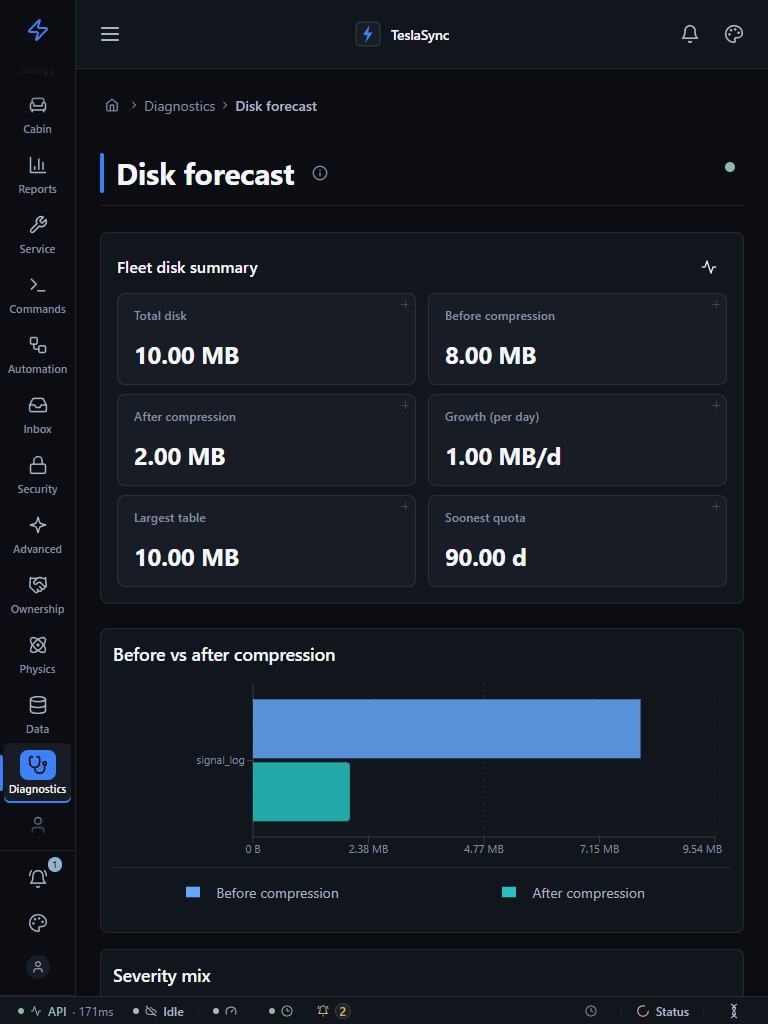 TeslaSync
Energy
Cabin
Reports
Service
Commands
Automation
Inbox
Security
Advanced
Ownership
Physics
Data
Diagnostics
1
Diagnostics
Disk forecast
Disk forecast
Fleet disk summary
Total disk
10.00 MB
Before compression
8.00 MB
After compression
2.00 MB
Growth (per day)
1.00 MB/d
Largest table
10.00 MB
Soonest quota
90.00 d
Before vs after compression
signal_log
0 B
2.38 MB
4.77 MB
7.15 MB
9.54 MB
Before compression
After compression
Severity mix
API · 171ms
Idle
2
Status